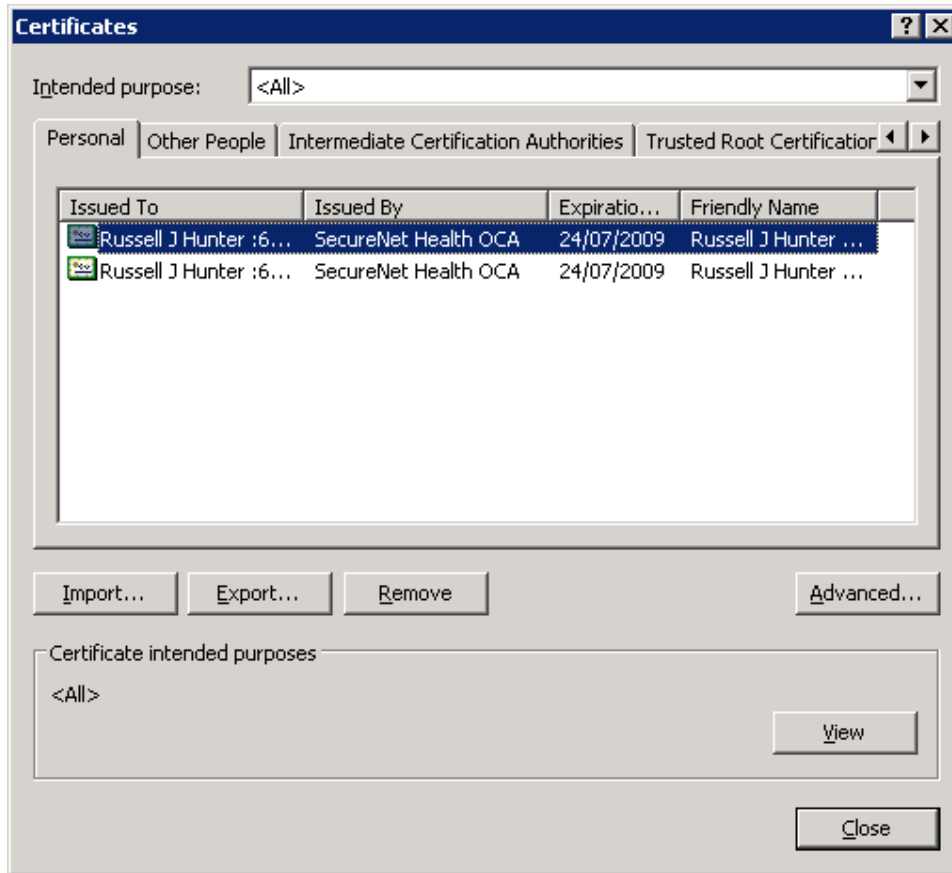 Certificates
Intended purpose: <All>
Personal Other People Intermediate Certification Authorities Trusted Root Certification
Issued To Issued By Expiratio... Friendly Name
Russell J Hunter :6... SecureNet Health OCA 24/07/2009 Russell J Hunter ...
Russell J Hunter :6... SecureNet Health OCA 24/07/2009 Russell J Hunter ...
Import... Export... Remove Advanced...
Certificate intended purposes
<All>
View
Close